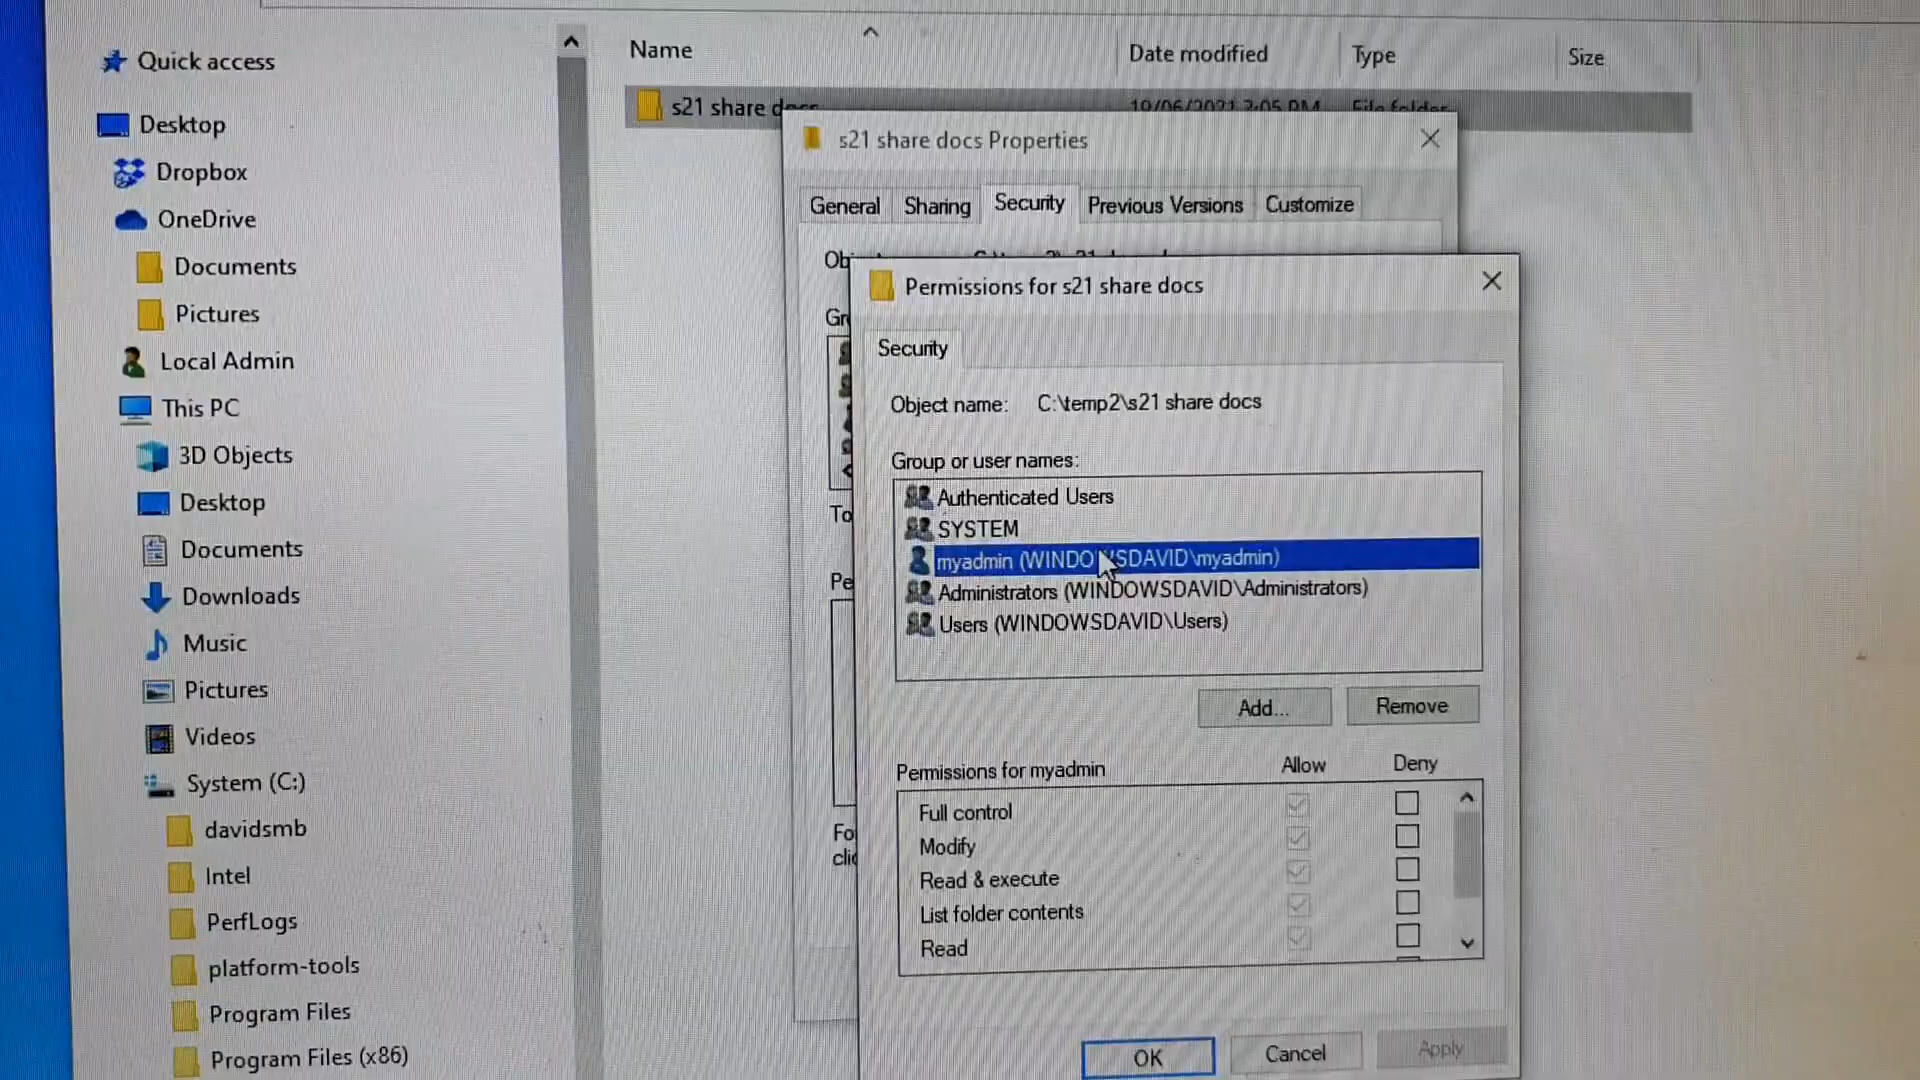 Quick access
Desktop
Dropbox
OneDrive
Documents
Pictures
Local Admin
This PC
3D Objects
Desktop
Documents
Downloads
Music
Pictures
Videos
System (C:)
davidsmb
Intel
PerfLogs
platform-tools
Program Files
Program Files (x86)
Name Date modified Type Size
s21 share docs 19/06/2021 2:05 PM File folder
s21 share docs Properties
General Sharing Security Previous Versions Customize
Permissions for s21 share docs
Security
Object name: C:\temp2\s21 share docs
Group or user names:
Authenticated Users
SYSTEM
myadmin (WINDOWSDAVID\myadmin)
Administrators (WINDOWSDAVID\Administrators)
Users (WINDOWSDAVID\Users)
Add... Remove
Permissions for myadmin Allow Deny
Full control
Modify
Read & execute
List folder contents
Read
OK Cancel Apply